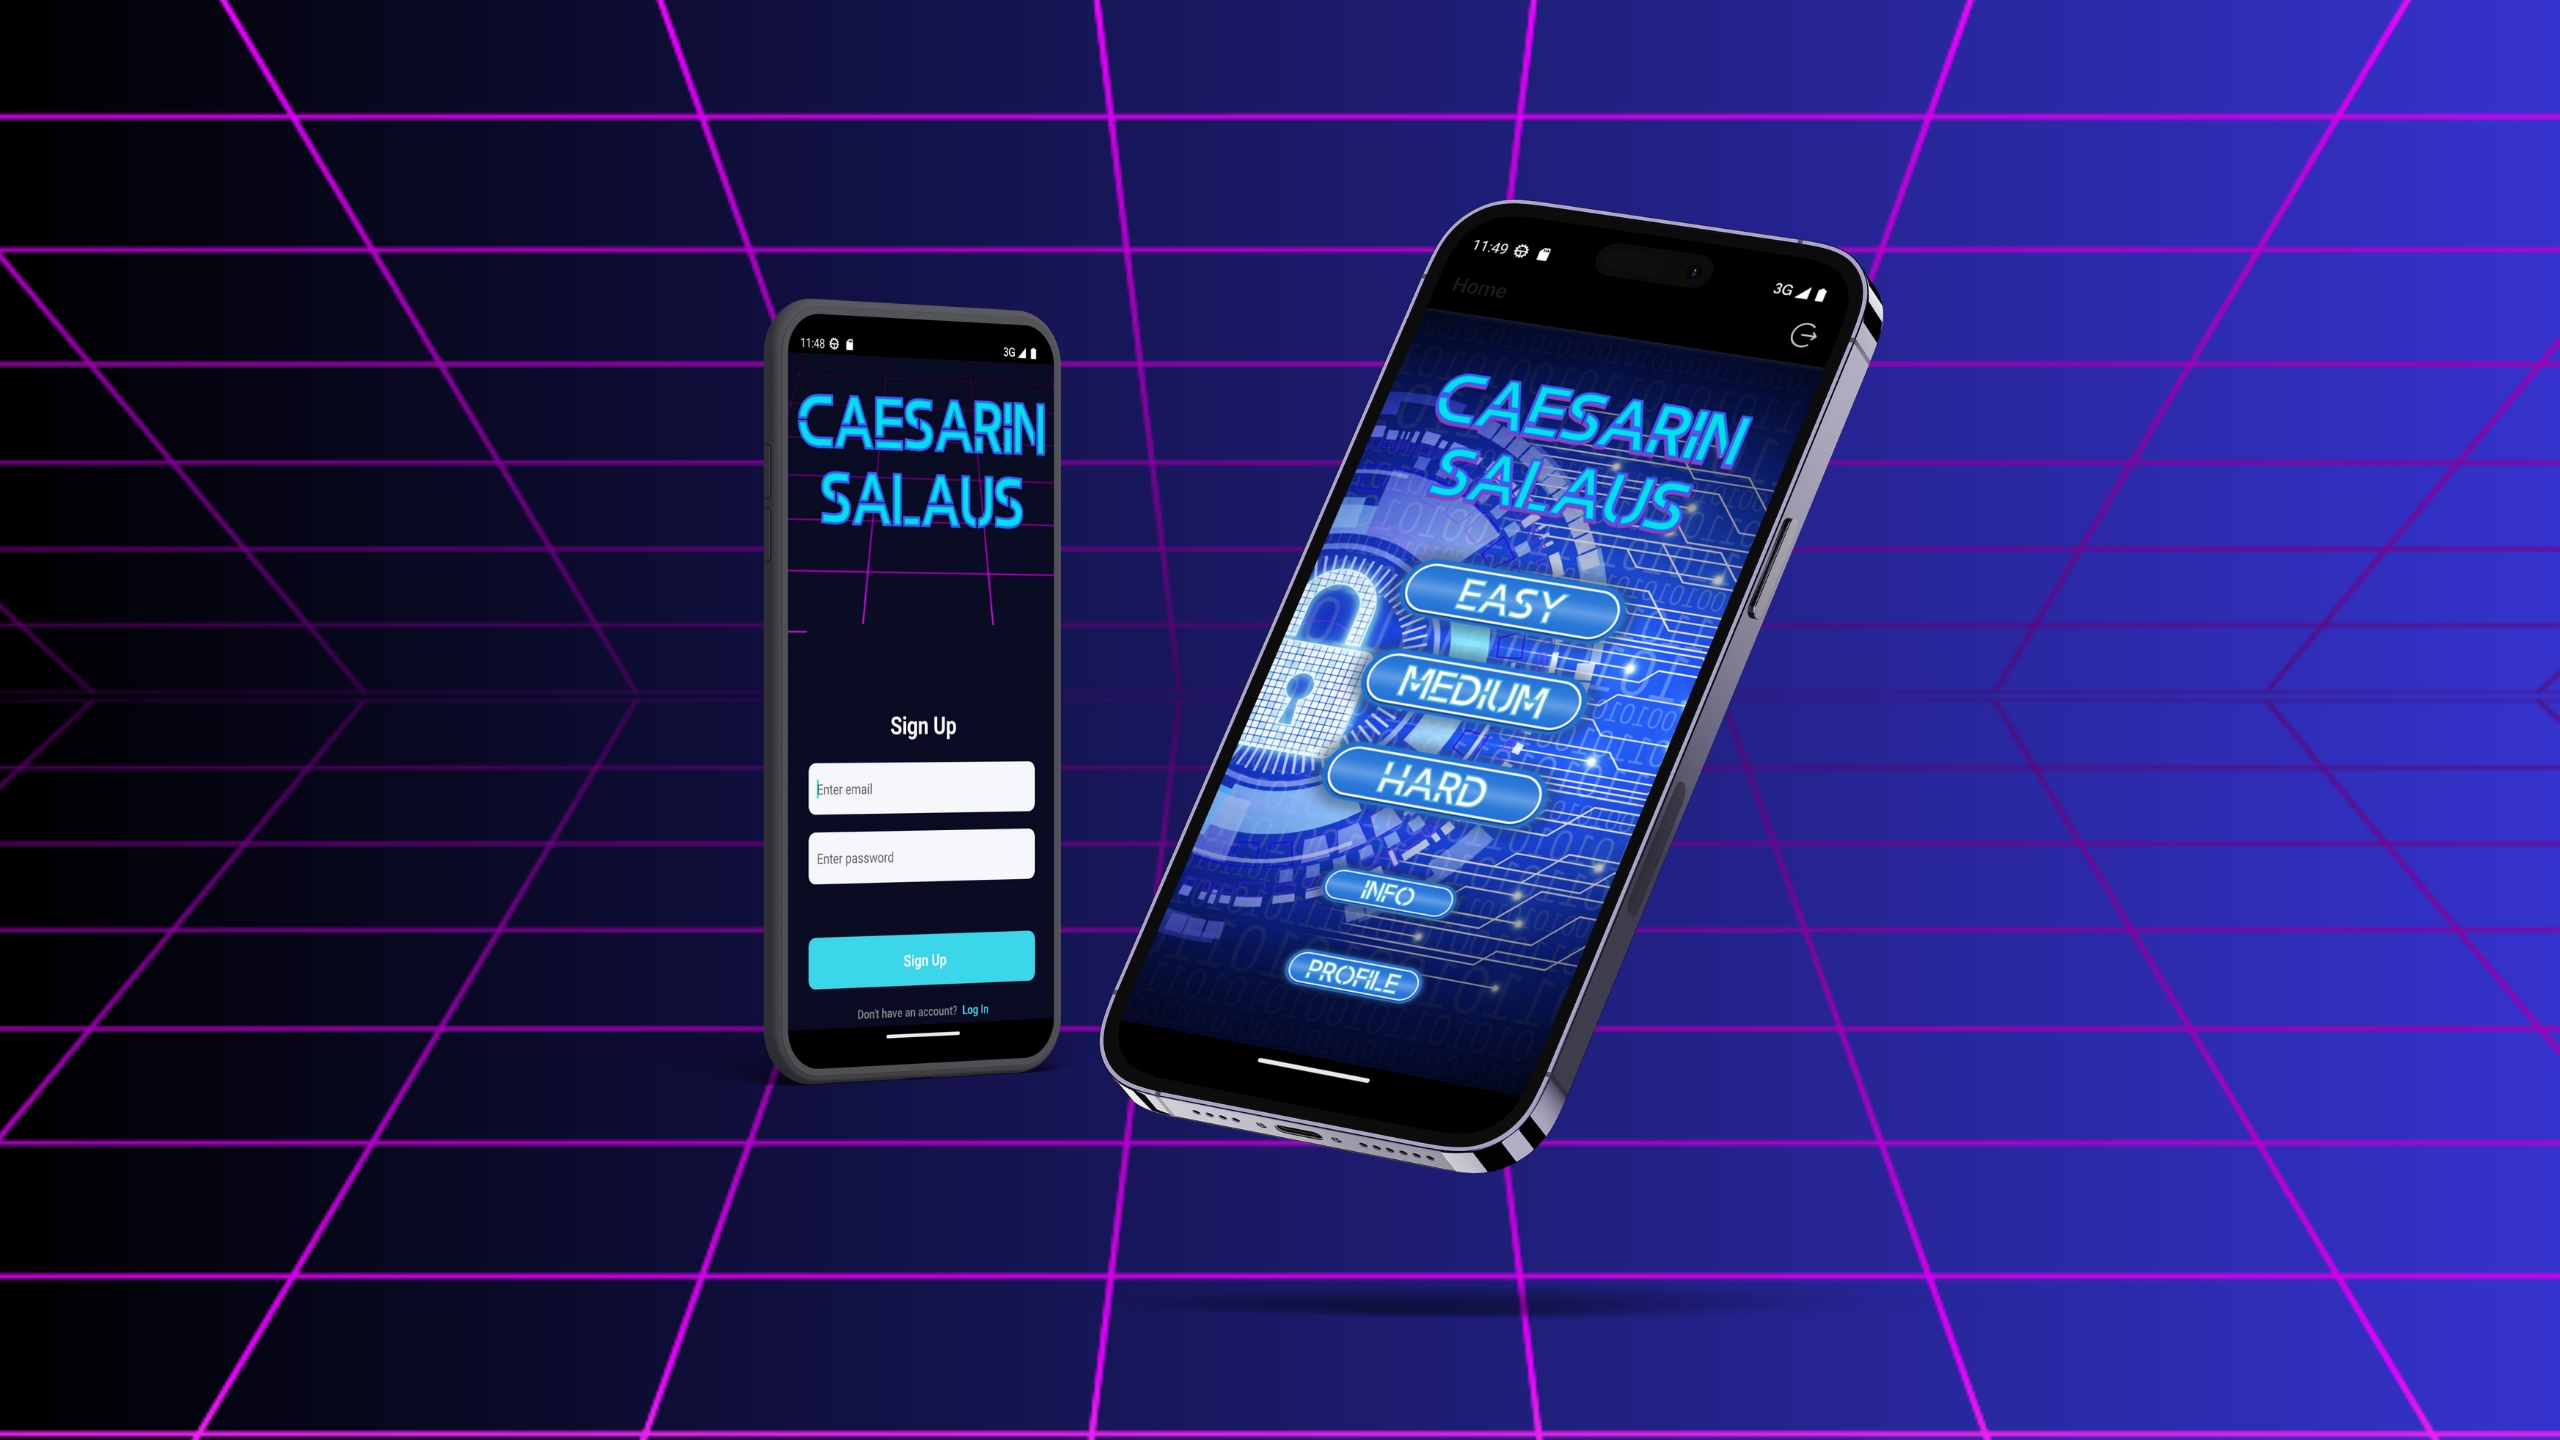 11:48
3G
CAESARIN
SALAUS
Sign Up
Enter email
Enter password
Sign Up
Don't have an account? Log In
11:49
3G
Home
CAESARIN
SALAUS
EASY
MEDIUM
HARD
INFO
PROFILE